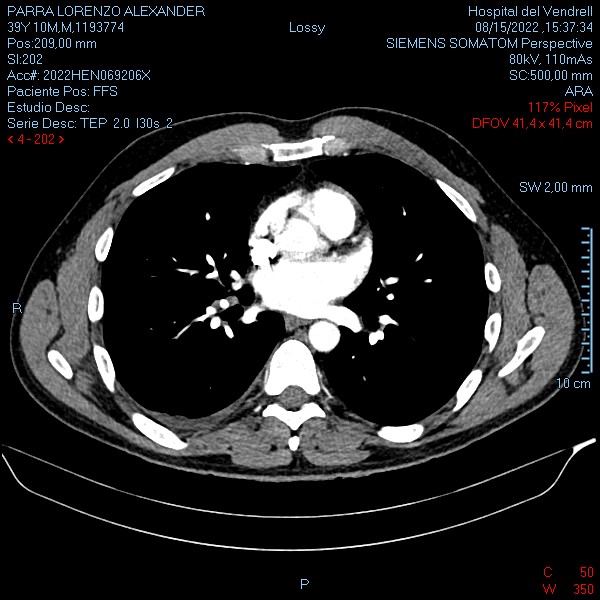 PARRA LORENZO ALEXANDER
39Y 10M,M,1193774
Pos:209,00 mm
SI:202
Acc#: 2022HEN069206X
Paciente Pos: FFS
Estudio Desc:
Serie Desc: TEP 2.0 I30s 2
< 4 - 202 >
Lossy
Hospital del Vendrell
08/15/2022 ,15:37:34
SIEMENS SOMATOM Perspective
80kV, 110mAs
SC:500,00 mm
ARA
117% Pixel
DFOV 41,4 x 41,4 cm
SW 2,00 mm
R
10 cm
P
C 50
W 350